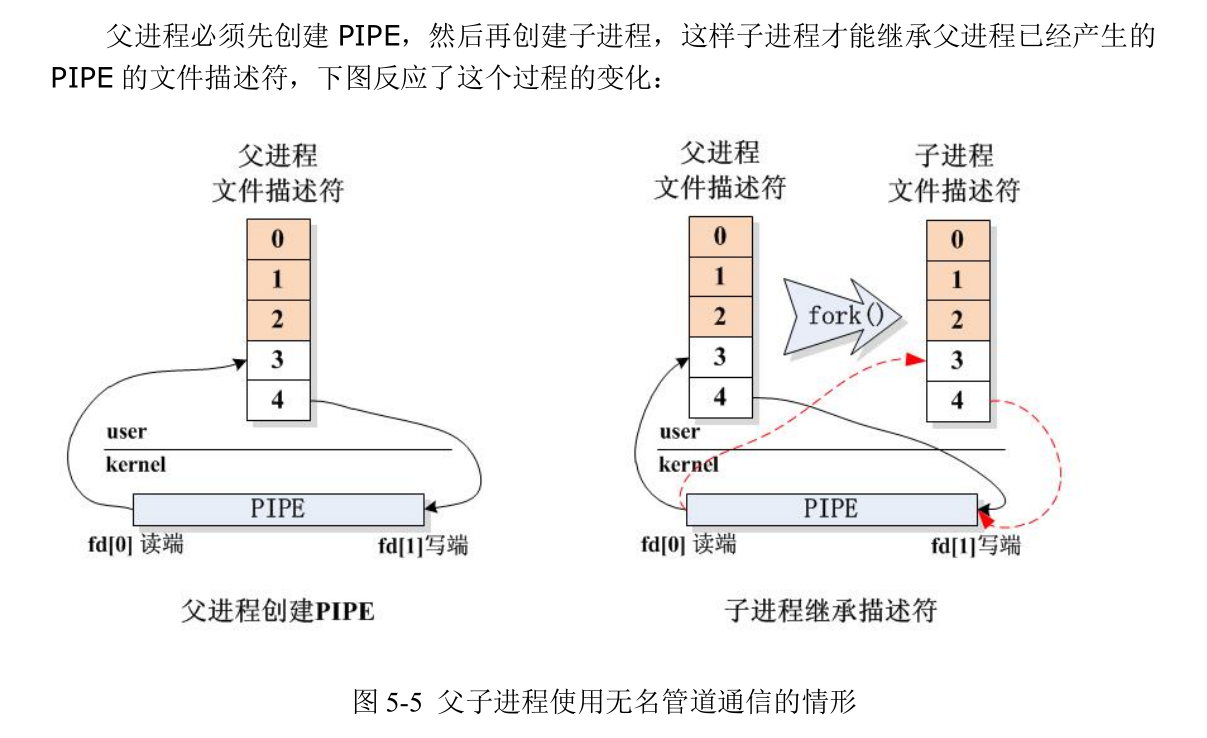 父进程必须先创建 PIPE，然后再创建子进程，这样子进程才能继承父进程已经产生的
PIPE 的文件描述符，下图反应了这个过程的变化：
父进程
文件描述符
0
1
2
3
4
user
kernel
PIPE
fd[0] 读端
fd[1]写端
父进程创建PIPE
父进程
文件描述符
0
1
2
3
4
fork()
子进程
文件描述符
0
1
2
3
4
user
kernel
PIPE
fd[0] 读端
fd[1]写端
子进程继承描述符
图 5-5 父子进程使用无名管道通信的情形